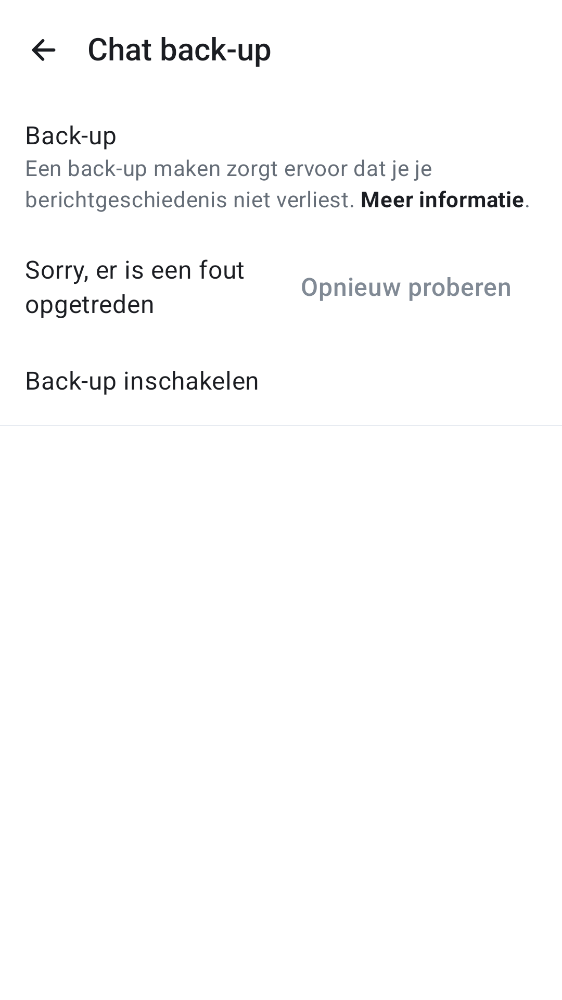 Chat back-up
Back-up
Een back-up maken zorgt ervoor dat je je
berichtgeschiedenis niet verliest. Meer informatie.
Sorry, er is een fout
opgetreden
Opnieuw proberen
Back-up inschakelen